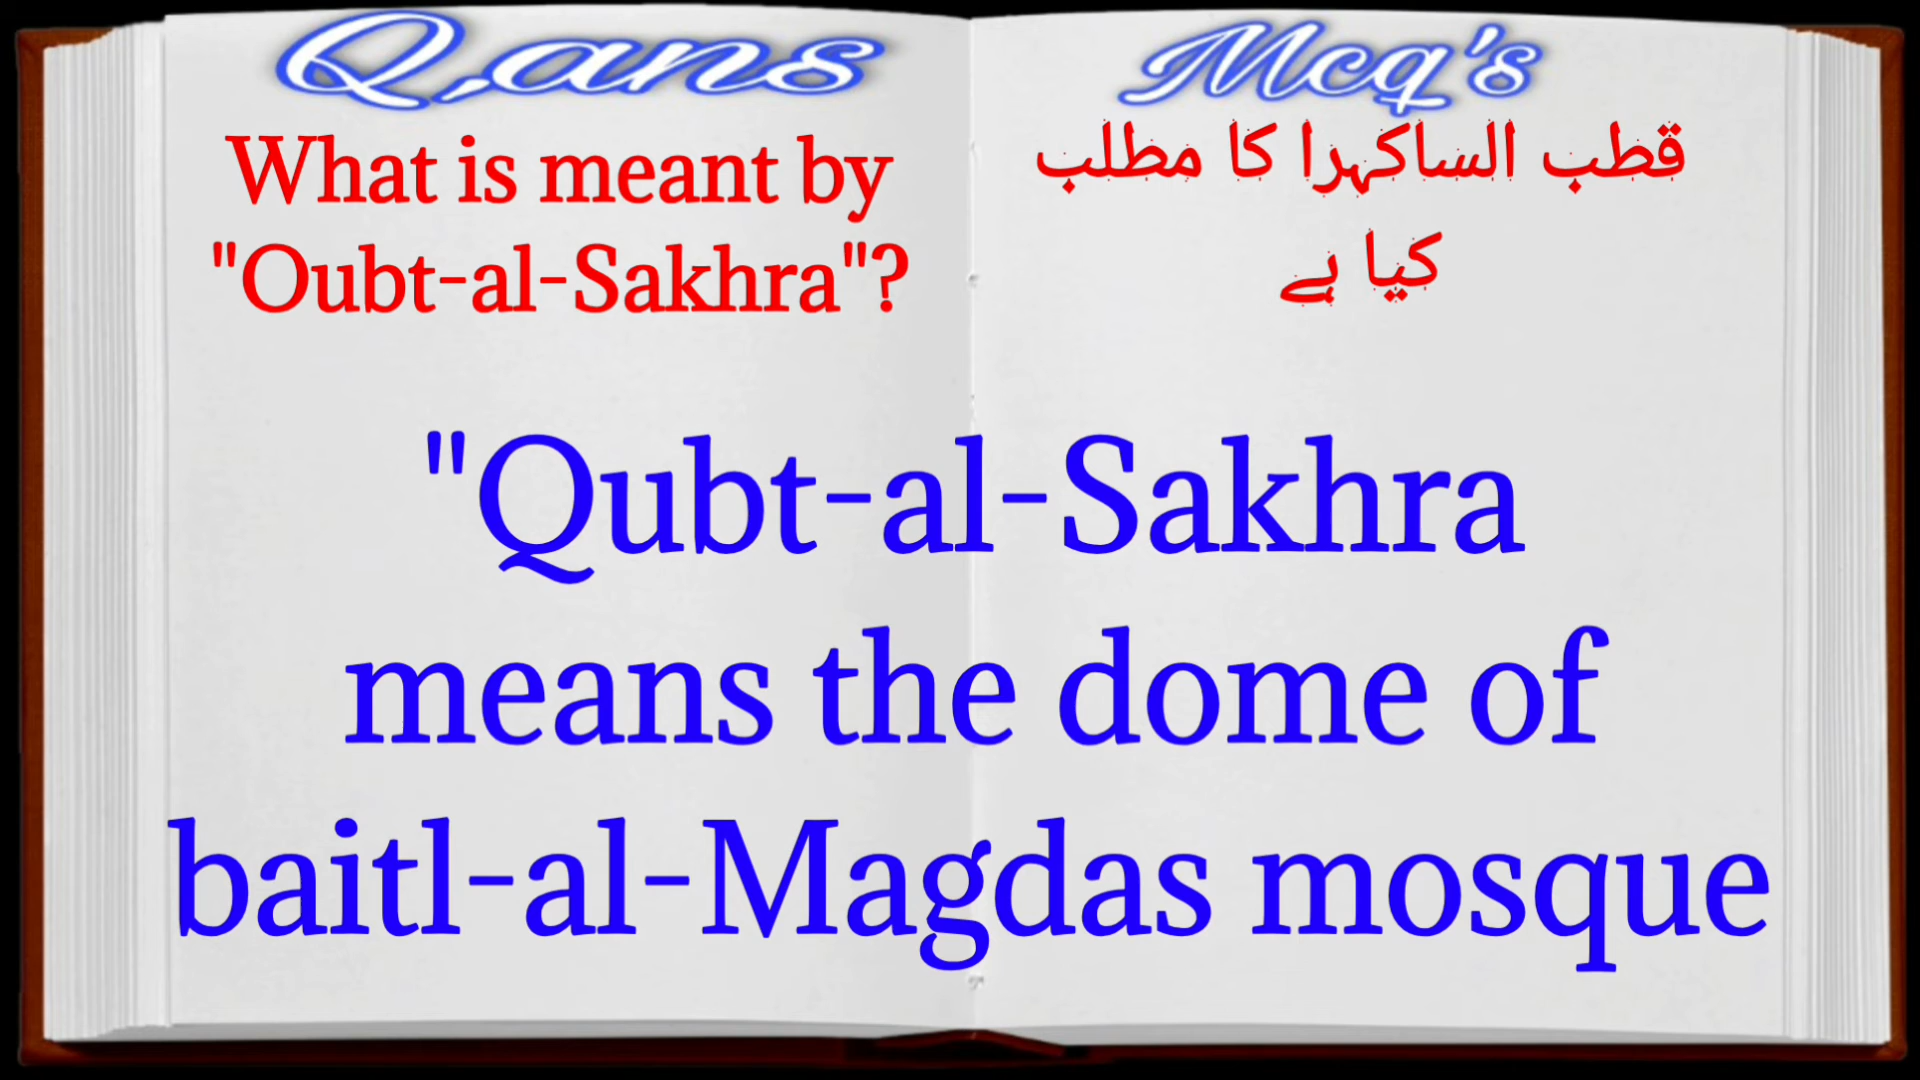 Q,ans
Mcq's
What is meant by
"Oubt-al-Sakhra"?
قطب الساکہرا کا مطلب
کیا ہے
"Qubt-al-Sakhra
means the dome of
baitl-al-Magdas mosque